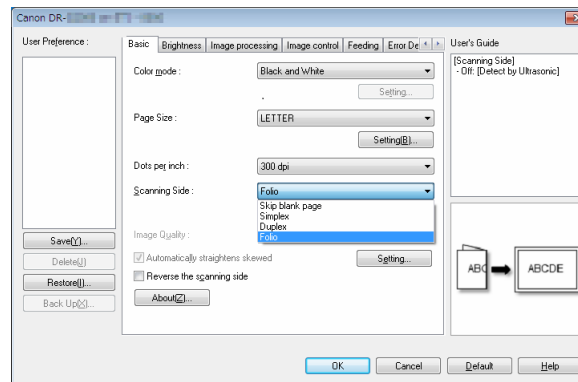 Canon DR-
User Preference :
Save(Y)...
Delete(J)
Restore(I)...
Back Up(X)...
Basic Brightness Image processing Image control Feeding Error De
Color mode : Black and White
Setting...
Page Size : LETTER
Setting(B)...
Dots per inch : 300 dpi
Scanning Side : Folio
Skip blank page
Simplex
Duplex
Folio
Image Quality :
Automatically straightens skewed Setting...
Reverse the scanning side
About(Z)...
User's Guide
[Scanning Side]
- Off: [Detect by Ultrasonic]
ABC ABCDE
OK Cancel Default Help